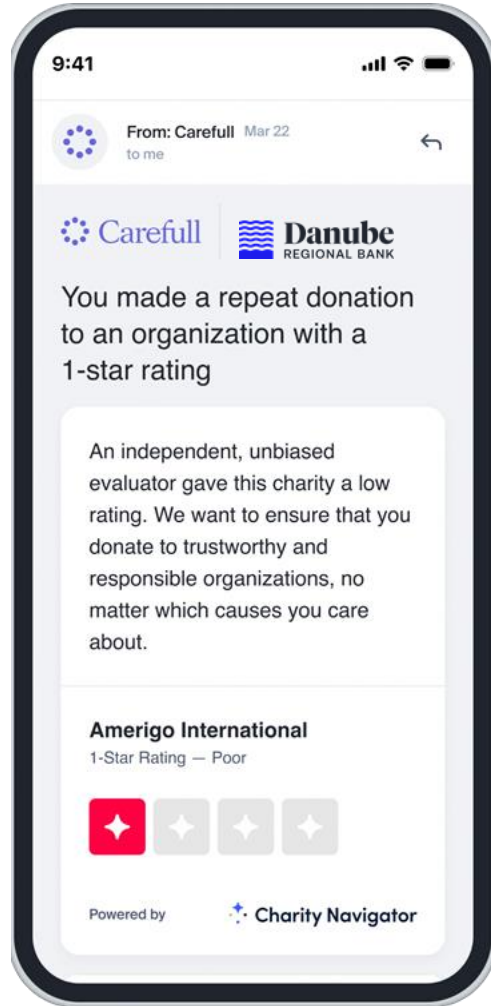 9:41
From: Carefull Mar 22
to me
Carefull
Danube
REGIONAL BANK
You made a repeat donation
to an organization with a
1-star rating
An independent, unbiased
evaluator gave this charity a low
rating. We want to ensure that you
donate to trustworthy and
responsible organizations, no
matter which causes you care
about.
Amerigo International
1-Star Rating — Poor
Powered by Charity Navigator